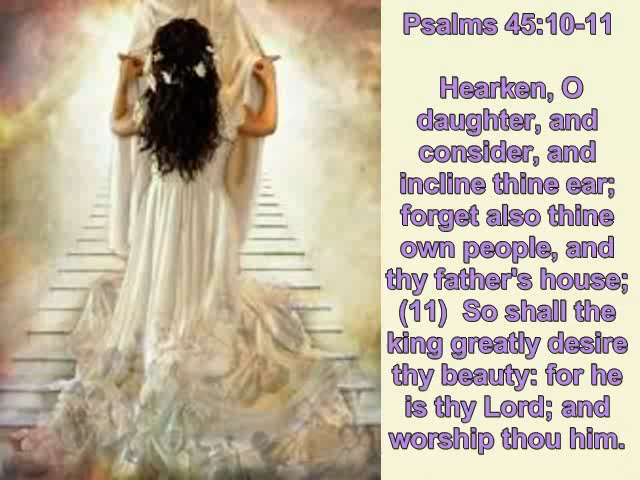 Psalms 45:10-11
Hearken, O
daughter, and
consider, and
incline thine ear;
forget also thine
own people, and
thy father's house;
(11)  So shall the
king greatly desire
thy beauty: for he
is thy Lord; and
worship thou him.